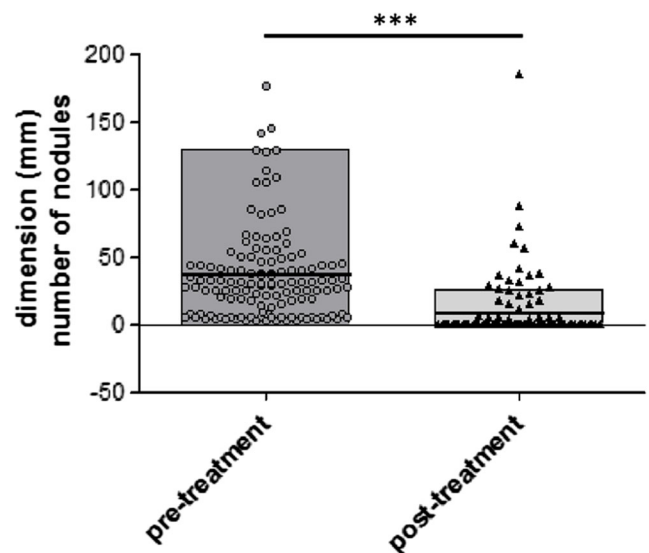 ***
dimension (mm)
number of nodules
200
150
100
50
0
-50
pre-treatment
post-treatment